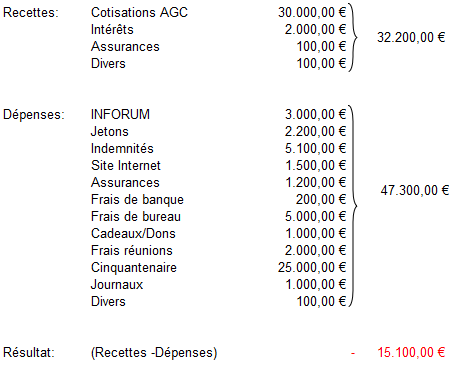 Recettes: Cotisations AGC 30.000,00 €
Intérêts 2.000,00 €
32.200,00 €
Assurances 100,00 €
Divers 100,00 €
Dépenses: INFORUM 3.000,00 €
Jetons 2.200,00 €
Indemnités 5.100,00 €
Site Internet 1.500,00 €
Assurances 1.200,00 €
47.300,00 €
Frais de banque 200,00 €
Frais de bureau 5.000,00 €
Cadeaux/Dons 1.000,00 €
Frais réunions 2.000,00 €
Cinquantenaire 25.000,00 €
Journaux 1.000,00 €
Divers 100,00 €
Résultat: (Recettes -Dépenses) - 15.100,00 €